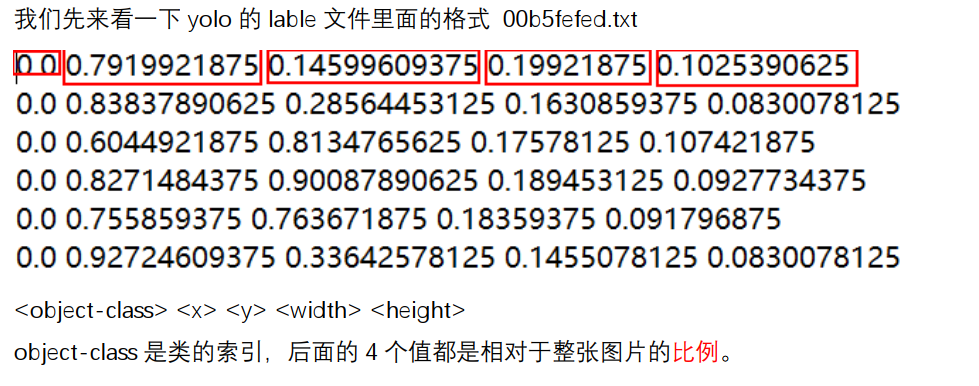 我们先来看一下 yolo 的 lable 文件里面的格式 00b5fefed.txt
0.0 0.7919921875 0.14599609375 0.19921875 0.1025390625
0.0 0.83837890625 0.28564453125 0.1630859375 0.0830078125
0.0 0.6044921875 0.8134765625 0.17578125 0.107421875
0.0 0.8271484375 0.90087890625 0.189453125 0.0927734375
0.0 0.755859375 0.763671875 0.18359375 0.091796875
0.0 0.92724609375 0.33642578125 0.1455078125 0.0830078125
<object-class> <x> <y> <width> <height>
object-class 是类的索引，后面的 4 个值都是相对于整张图片的比例。